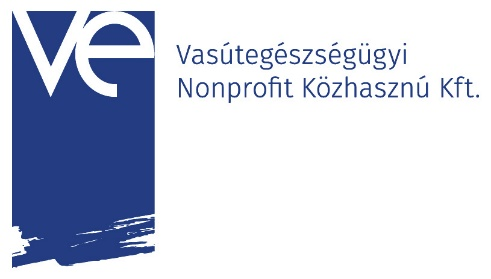 ve
Vasútegészségügyi
Nonprofit Közhasznú Kft.